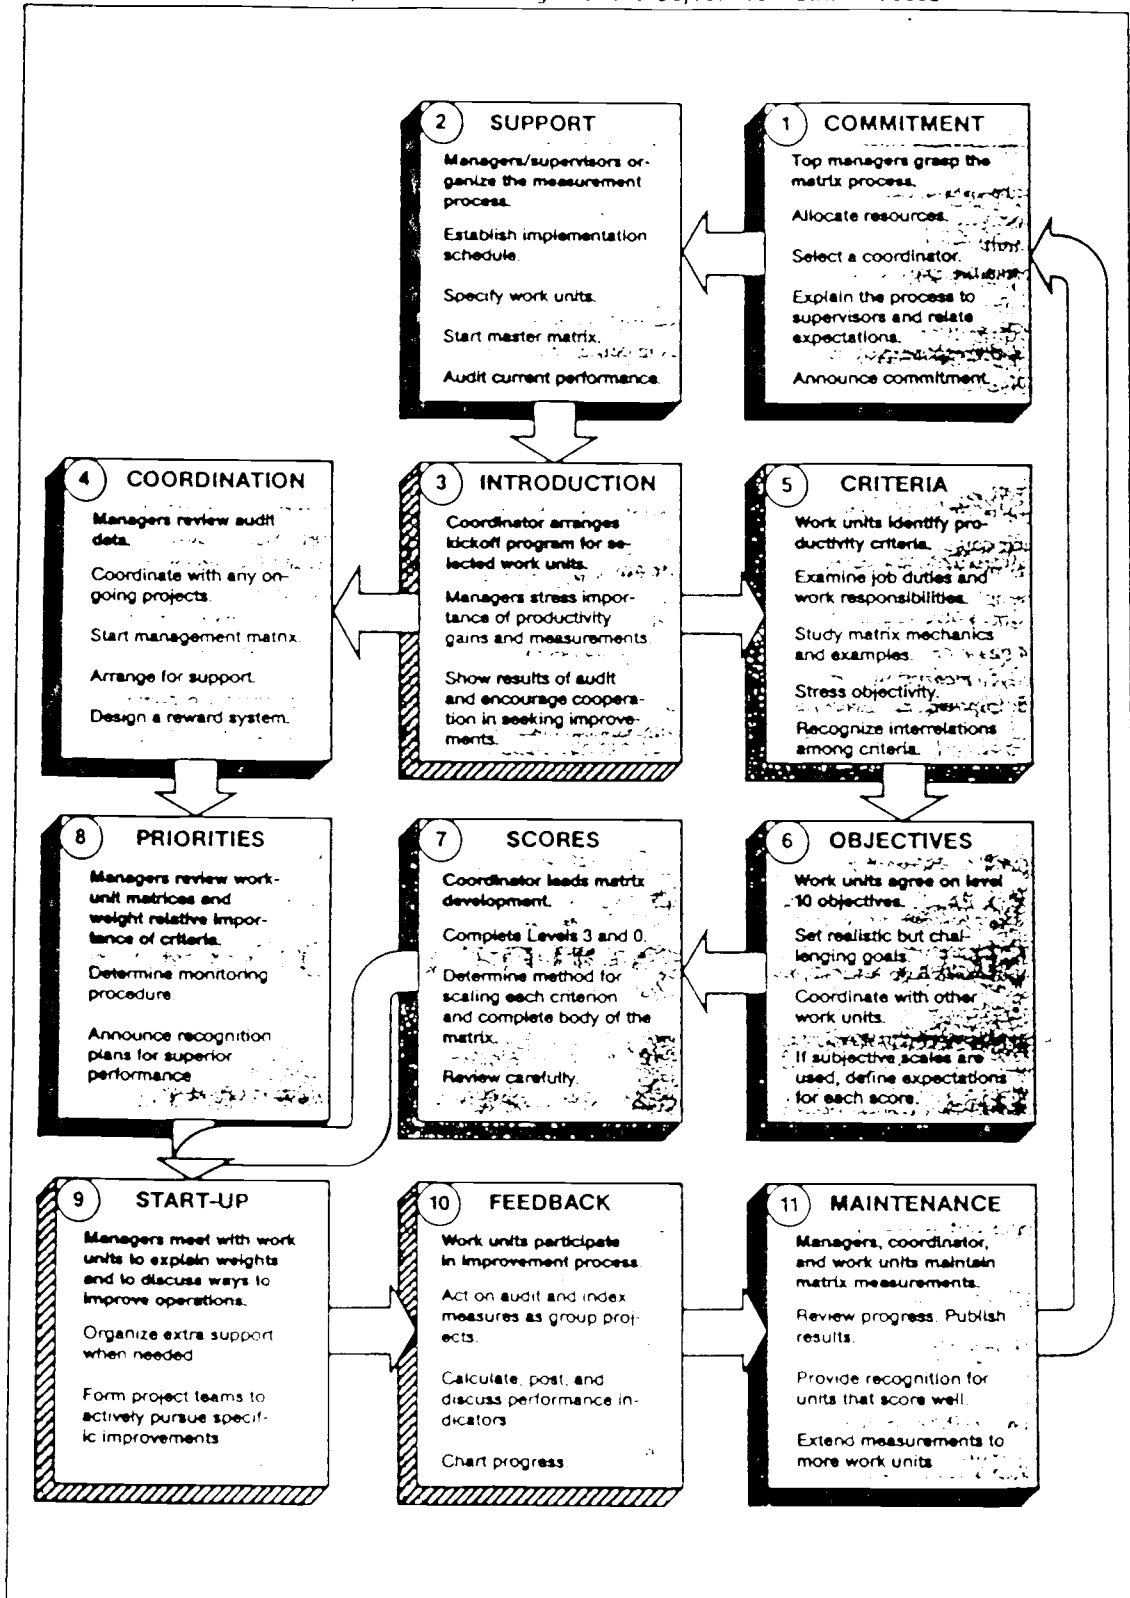 2 SUPPORT
Managers/supervisors or-
ganize the measurement
process.
Establish implementation
schedule.
Specify work units.
Start master matrix.
Audit current performance.
1 COMMITMENT
Top managers grasp the
matrix process.
Allocate resources.
Select a coordinator.
Explain the process to
supervisors and relate
expectations.
Announce commitment.
4 COORDINATION
Managers review audit
data.
Coordinate with any on-
going projects.
Start management matrix.
Arrange for support.
Design a reward system.
3 INTRODUCTION
Coordinator arranges
kickoff program for se-
lected work units.
Managers stress impor-
tance of productivity
gains and measurements.
Show results of audit
and encourage coopera-
tion in seeking improve-
ments.
5 CRITERIA
Work units identify pro-
ductivity criteria.
Examine job duties and
work responsibilities.
Study matrix mechanics
and examples.
Stress objectivity.
Recognize interrelations
among criteria.
8 PRIORITIES
Managers review work-
unit matrices and
weight relative impor-
tance of criteria.
Determine monitoring
procedure
Announce recognition
plans for superior
performance
7 SCORES
Coordinator leads matrix
development.
Complete Levels 3 and 0.
Determine method for
scaling each criterion
and complete body of the
matrix.
Review carefully.
6 OBJECTIVES
Work units agree on level
10 objectives.
Set realistic but chal-
lenging goals.
Coordinate with other
work units.
If subjective scales are
used, define expectations
for each score.
9 START-UP
Managers meet with work
units to explain weights
and to discuss ways to
improve operations.
Organize extra support
when needed
Form project teams to
actively pursue specif-
ic improvements
10 FEEDBACK
Work units participate
in improvement process.
Act on audit and index
measures as group proj-
ects.
Calculate, post, and
discuss performance in-
dicators
Chart progress
11 MAINTENANCE
Managers, coordinator,
and work units maintain
matrix measurements.
Review progress. Publish
results.
Provide recognition for
units that score well.
Extend measurements to
more work units